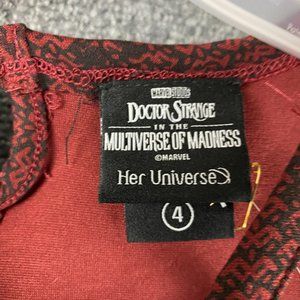 MARVEL STUDIOS
DOCTOR STRANGE
IN THE
MULTIVERSE OF MADNESS
©MARVEL
Her Universe
4